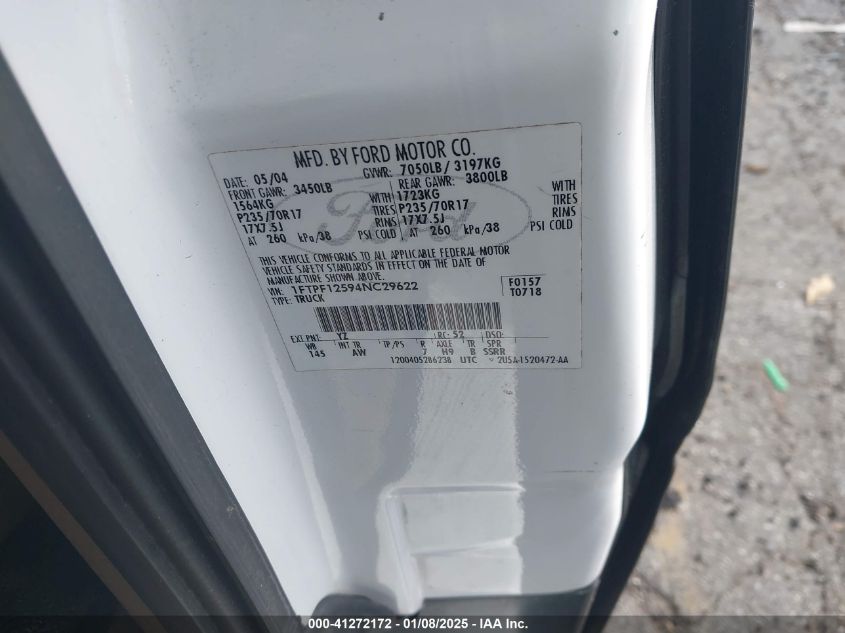 MFD. BY FORD MOTOR CO.
DATE: 05/04 GVWR: 7050LB/ 3197KG
FRONT GAWR: 3450LB REAR GAWR: 3800LB
1564KG WITH 1723KG WITH
P235/70R17 TIRES P235/70R17 TIRES
17X7.5J RIMS 17X7.5J RIMS
AT 260 kPa/38 PSI COLD AT 260 kPa/38 PSI COLD
Ford
THIS VEHICLE CONFORMS TO ALL APPLICABLE FEDERAL MOTOR
VEHICLE SAFETY STANDARDS IN EFFECT ON THE DATE OF
MANUFACTURE SHOWN ABOVE.
VIN: 1FTPF12594NC29622 F0157
TYPE: TRUCK T0718
EXT PNT: YZ RC: 52 DSO:
WB INT TR TP/PS R AXLE TR SPR
145 AW 7 H9 B SSRR
1200405286238 UTC 2U5A-1520472-AA
000-41272172 - 01/08/2025 - IAA Inc.